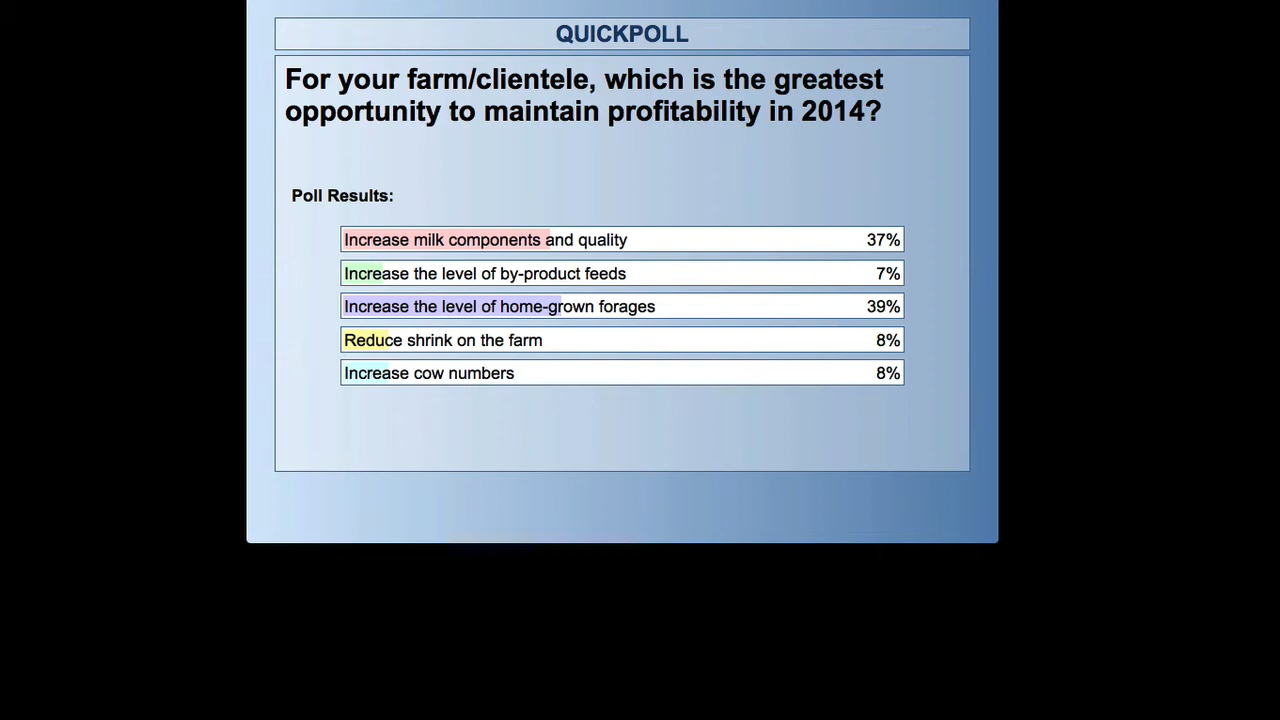 QUICKPOLL
For your farm/clientele, which is the greatest
opportunity to maintain profitability in 2014?
Poll Results:
Increase milk components and quality 37%
Increase the level of by-product feeds 7%
Increase the level of home-grown forages 39%
Reduce shrink on the farm 8%
Increase cow numbers 8%